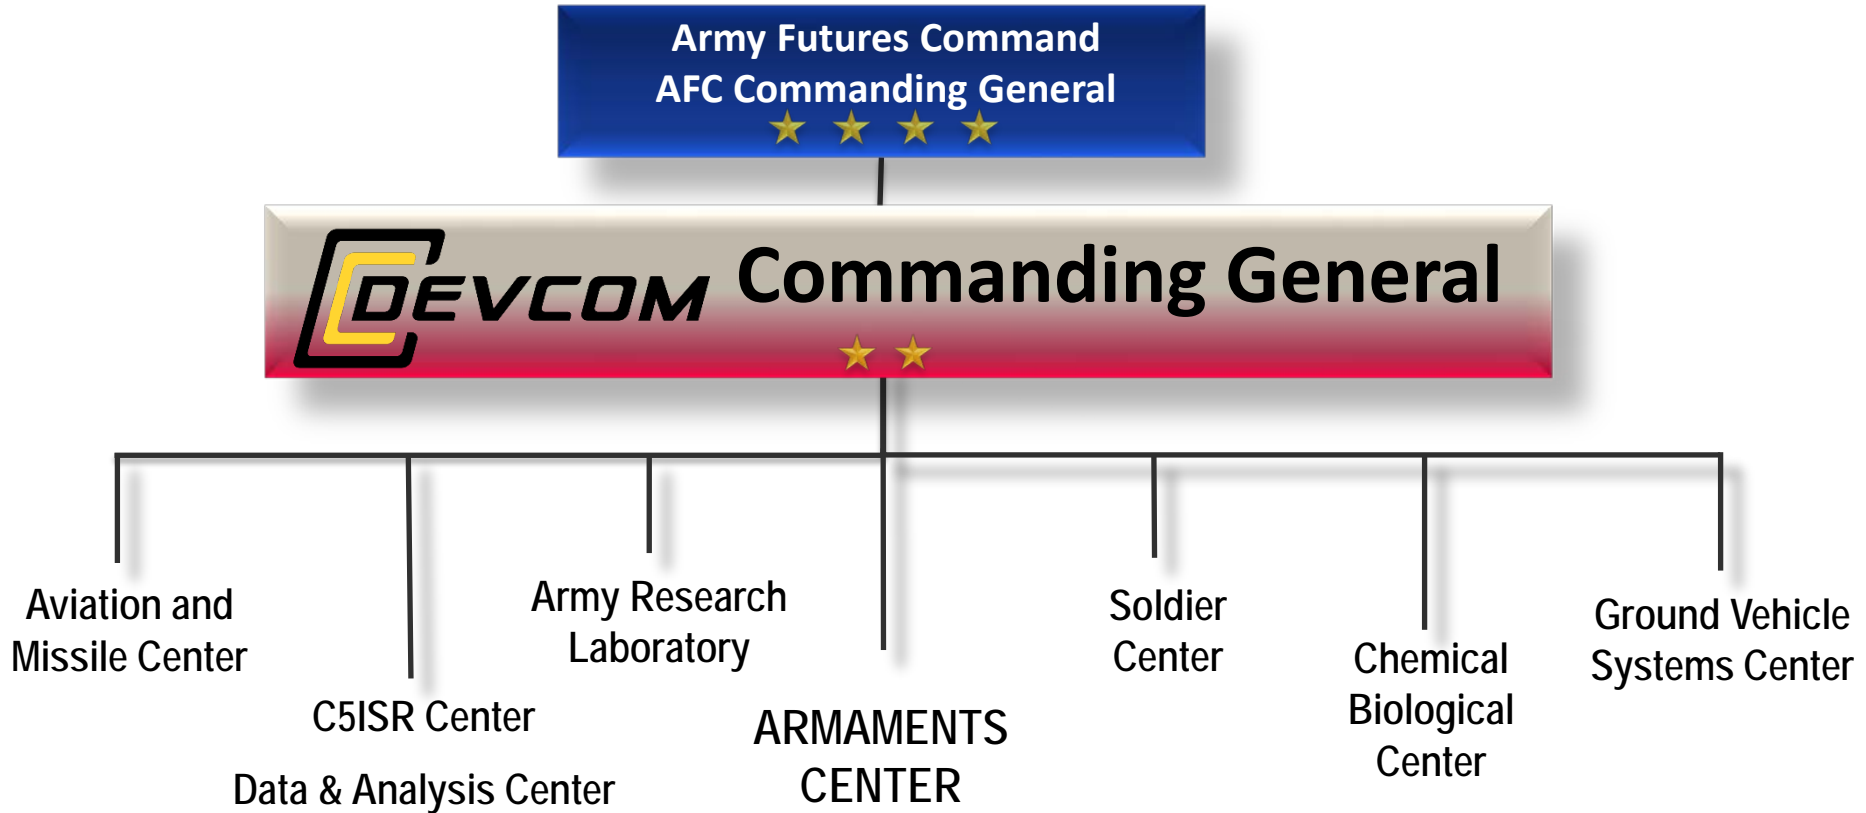 Army Futures Command
AFC Commanding General
DEVCOM Commanding General
Aviation and
Missile Center
C5ISR Center
Data & Analysis Center
Army Research
Laboratory
ARMAMENTS
CENTER
Soldier
Center
Chemical
Biological
Center
Ground Vehicle
Systems Center